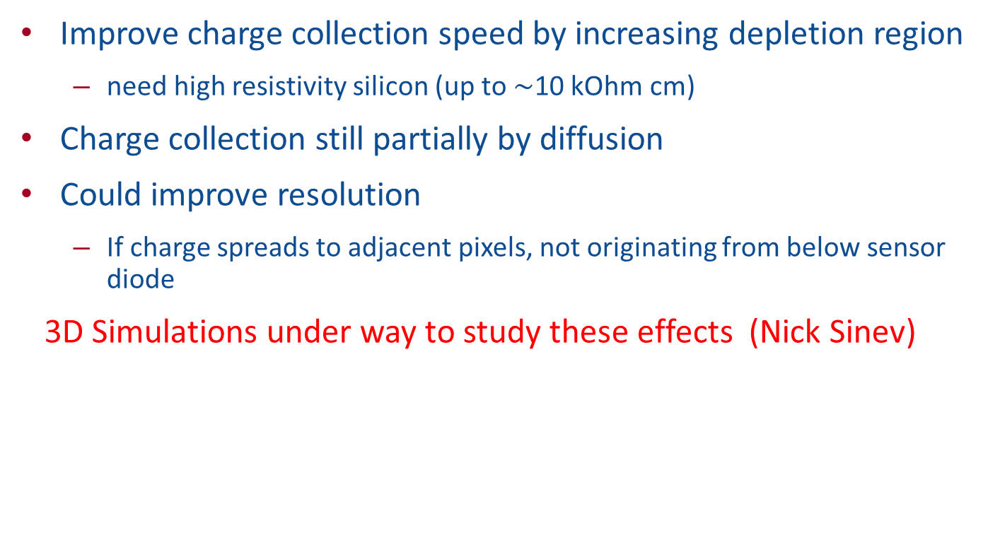 • Improve charge collection speed by increasing depletion region
– need high resistivity silicon (up to ~10 kOhm cm)
• Charge collection still partially by diffusion
• Could improve resolution
– If charge spreads to adjacent pixels, not originating from below sensor
diode
3D Simulations under way to study these effects (Nick Sinev)